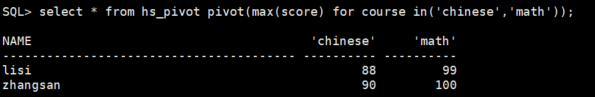 SQL> select * from hs_pivot pivot(max(score) for course in('chinese','math'));
NAME 'chinese' 'math'
---------------------------------------- ---------- ----------
lisi 88 99
zhangsan 90 100